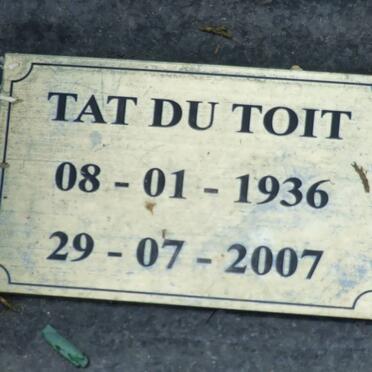 TAT DU TOIT
08 - 01 - 1936
29 - 07 - 2007